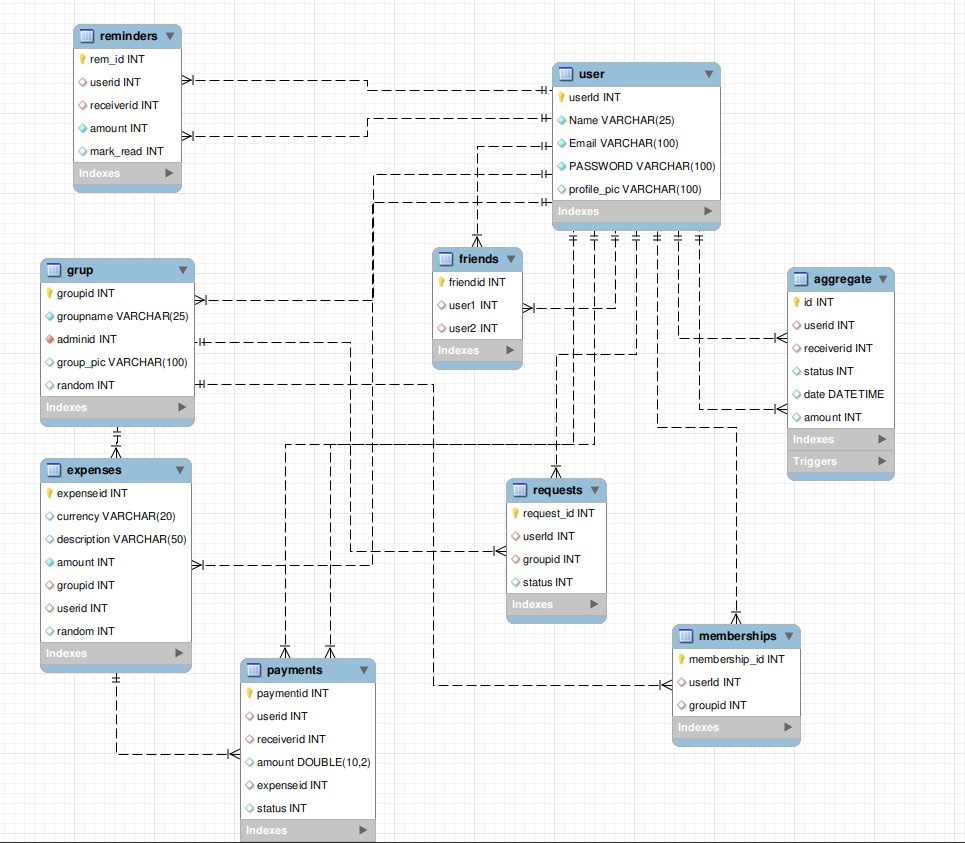 reminders
rem_id INT
userid INT
receiverid INT
amount INT
mark_read INT
Indexes
user
userId INT
Name VARCHAR(25)
Email VARCHAR(100)
PASSWORD VARCHAR(100)
profile_pic VARCHAR(100)
Indexes
grup
groupid INT
groupname VARCHAR(25)
adminid INT
group_pic VARCHAR(100)
random INT
Indexes
friends
friendid INT
user1 INT
user2 INT
Indexes
aggregate
id INT
userid INT
receiverid INT
status INT
date DATETIME
amount INT
Indexes
Triggers
expenses
expenseid INT
currency VARCHAR(20)
description VARCHAR(50)
amount INT
groupid INT
userid INT
random INT
Indexes
requests
request_id INT
userId INT
groupid INT
status INT
Indexes
payments
paymentid INT
userid INT
receiverid INT
amount DOUBLE(10,2)
expenseid INT
status INT
Indexes
memberships
membership_id INT
userId INT
groupid INT
Indexes